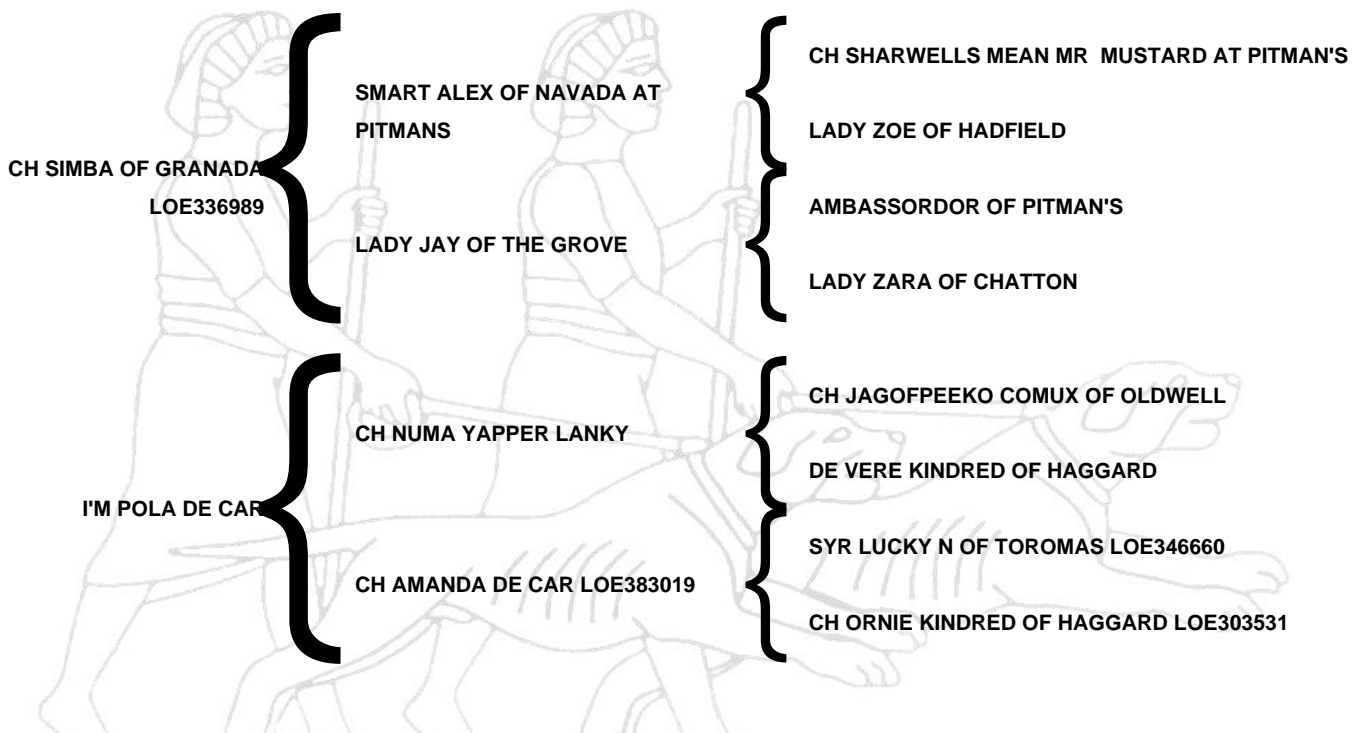 CH SHARWELLS MEAN MR MUSTARD AT PITMAN'S
SMART ALEX OF NAVADA AT
PITMANS
LADY ZOE OF HADFIELD
CH SIMBA OF GRANADA
LOE336989
AMBASSORDOR OF PITMAN'S
LADY JAY OF THE GROVE
LADY ZARA OF CHATTON
CH JAGOFPEEKO COMUX OF OLDWELL
CH NUMA YAPPER LANKY
DE VERE KINDRED OF HAGGARD
I'M POLA DE CAR
SYR LUCKY N OF TOROMAS LOE346660
CH AMANDA DE CAR LOE383019
CH ORNIE KINDRED OF HAGGARD LOE303531